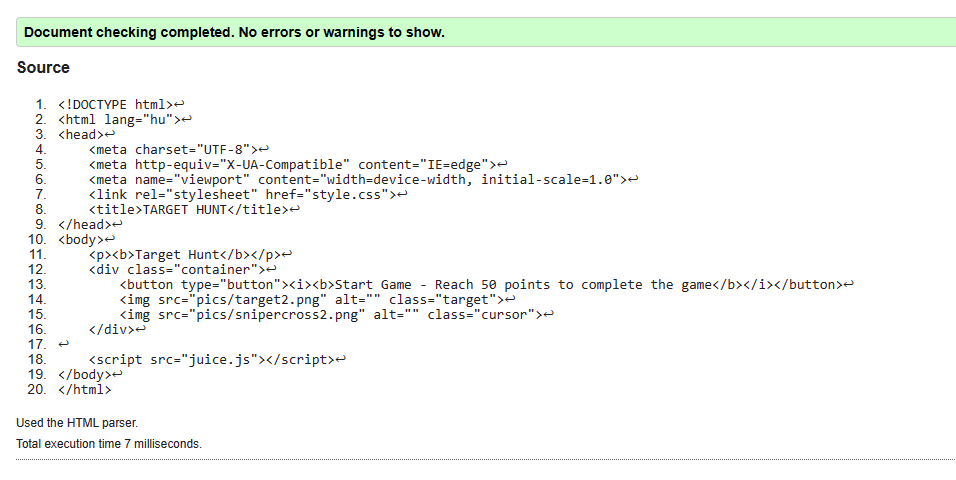 Document checking completed. No errors or warnings to show.
Source
1. <!DOCTYPE html>↩
2. <html lang="hu">↩
3. <head>↩
4.     <meta charset="UTF-8">↩
5.     <meta http-equiv="X-UA-Compatible" content="IE=edge">↩
6.     <meta name="viewport" content="width=device-width, initial-scale=1.0">↩
7.     <link rel="stylesheet" href="style.css">↩
8.     <title>TARGET HUNT</title>↩
9. </head>↩
10. <body>↩
11.     <p><b>Target Hunt</b></p>↩
12.     <div class="container">↩
13.         <button type="button"><i><b>Start Game - Reach 50 points to complete the game</b></i></button>↩
14.         <img src="pics/target2.png" alt="" class="target">↩
15.         <img src="pics/snipercross2.png" alt="" class="cursor">↩
16.     </div>↩
17. ↩
18.     <script src="juice.js"></script>↩
19. </body>↩
20. </html>
Used the HTML parser.
Total execution time 7 milliseconds.